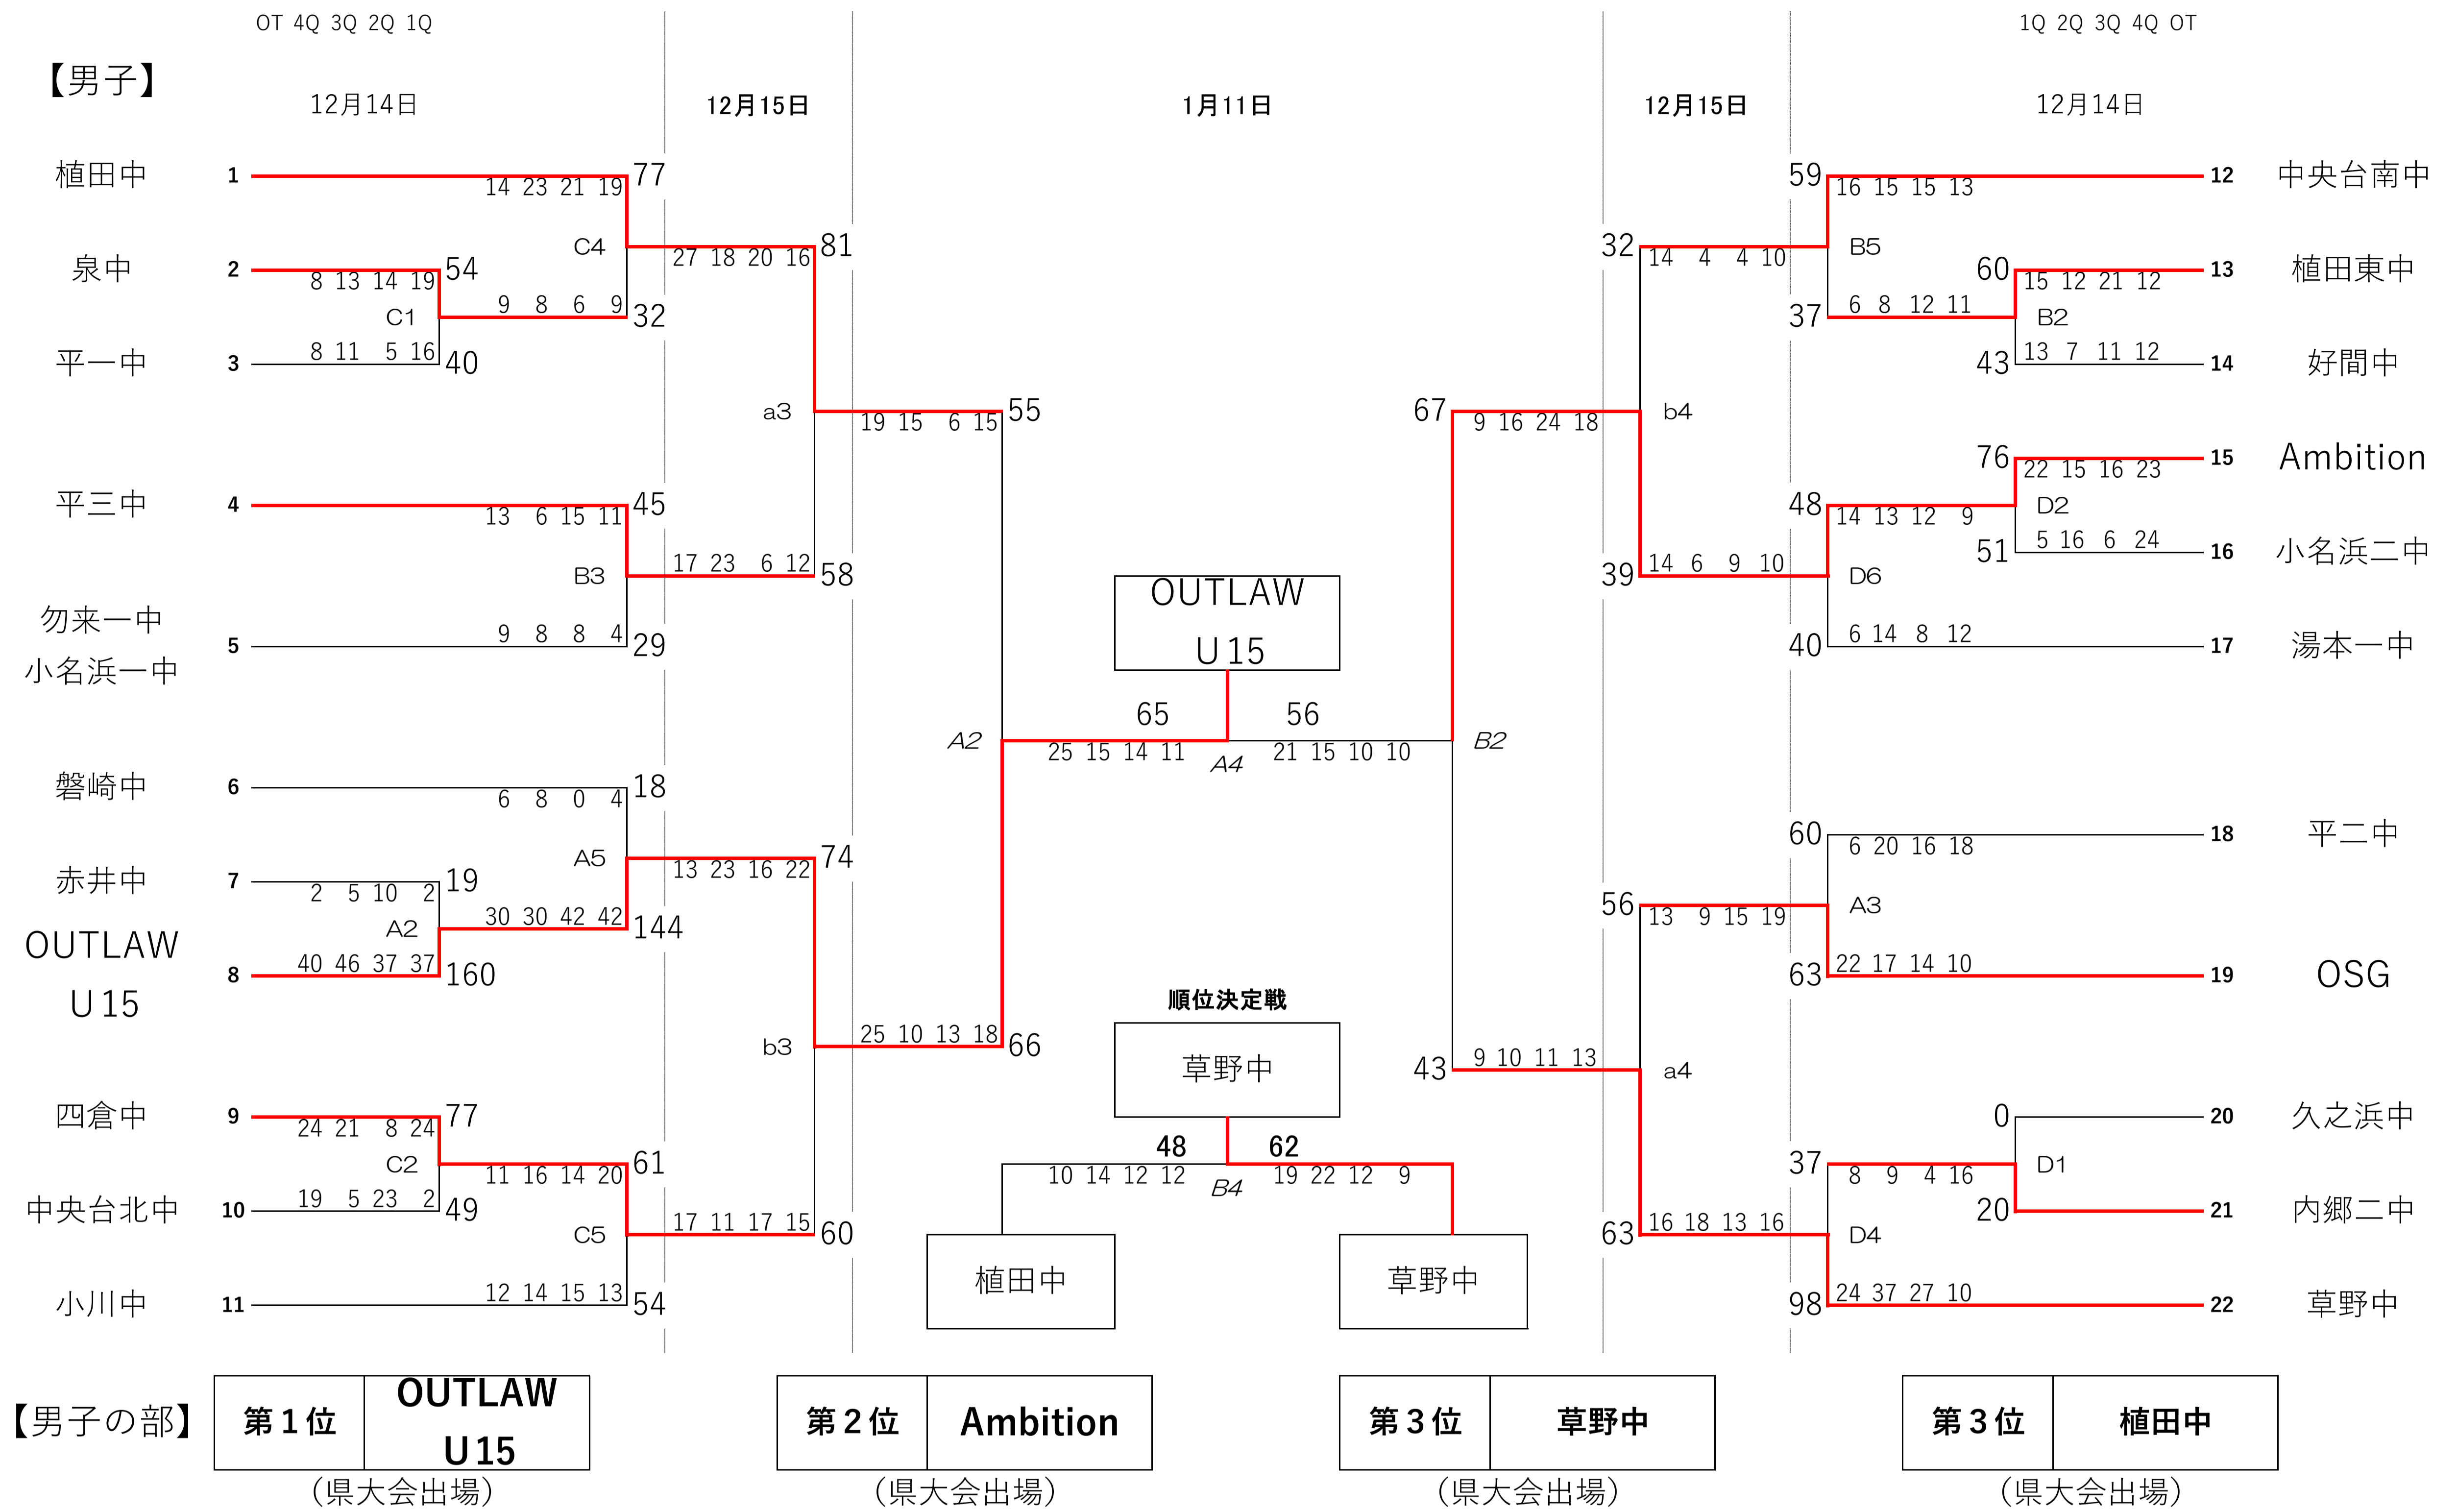 OT 4Q 3Q 2Q 1Q
1Q 2Q 3Q 4Q OT
【男子】
12月14日 12月15日 1月11日 12月15日 12月14日
植田中 1 14 23 21 19 77
59 16 15 15 13 12 中央台南中
C4 27 18 20 16 81
32 14 4 4 10 B5
泉中 2 8 13 14 19 54
60 15 12 21 12 13 植田東中
C1 9 8 6 9 32
37 6 8 12 11 B2
平一中 3 8 11 5 16 40
43 13 7 11 12 14 好間中
a3 19 15 6 15 55
67 9 16 24 18 b4
76 22 15 16 23 15 Ambition
平三中 4 13 6 15 11 45
48 14 13 12 9 D2
51 5 16 6 24 16 小名浜二中
B3 17 23 6 12 58
39 14 6 9 10 D6
OUTLAW
U15
勿来一中
小名浜一中
5 9 8 8 4 29
40 6 14 8 12 17 湯本一中
65 56
A2 25 15 14 11 A4 21 15 10 10 B2
磐崎中 6 6 8 0 4 18
60 6 20 16 18 18 平二中
A5 13 23 16 22 74
赤井中 7 2 5 10 2 19
56 13 9 15 19 A3
A2 30 30 42 42 144
OUTLAW
U15
8 40 46 37 37 160
63 22 17 14 10 19 OSG
順位決定戦
b3 25 10 13 18 66
草野中
43 9 10 11 13 a4
四倉中 9 24 21 8 24 77
0 20 久之浜中
48 62
C2 11 16 14 20 61
10 14 12 12 B4 19 22 12 9
37 8 9 4 16 D1
中央台北中 10 19 5 23 2 49
20 21 内郷二中
C5 17 11 17 15 60
63 16 18 13 16 D4
植田中 草野中
小川中 11 12 14 15 13 54
98 24 37 27 10 22 草野中
【男子の部】
第1位 OUTLAW
U15
第2位 Ambition
第3位 草野中
第3位 植田中
（県大会出場） （県大会出場） （県大会出場） （県大会出場）